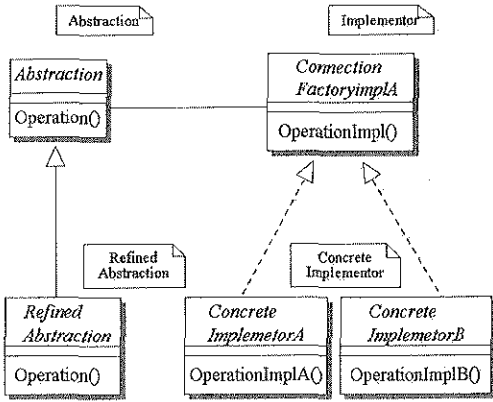 Abstraction
Implementor
Abstraction
Operation()
Connection
FactoryimplA
OperationImpl()
Refined
Abstraction
Concrete
Implementor
Refined
Abstraction
Operation()
Concrete
ImplemetorA
OperationImplA()
Concrete
ImplemetorB
OperationImplB()